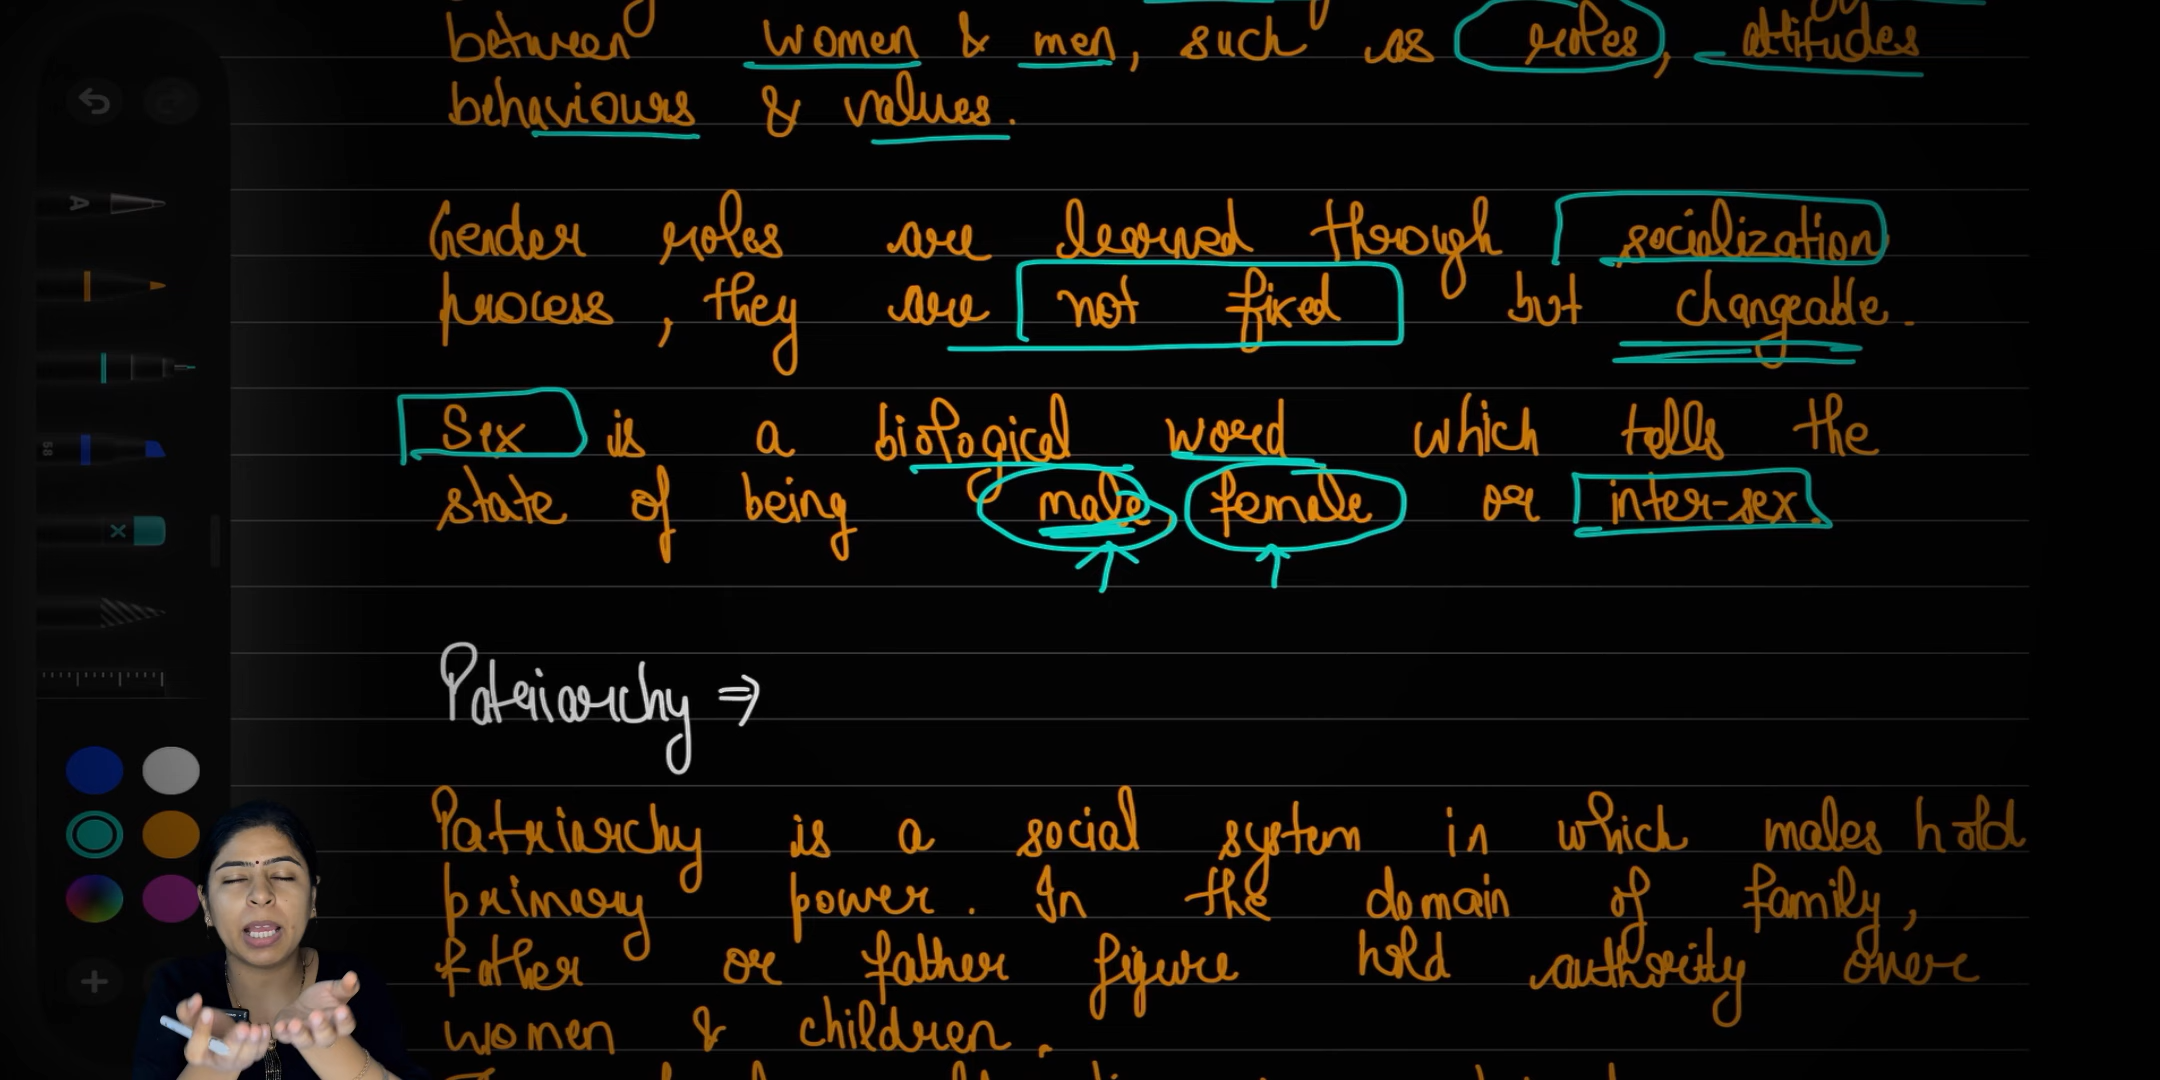 between women & men, such as roles, attitudes
behaviours & values.
Gender roles are learned through socialization
process, they are not fixed but changeable.
Sex is a biological word which tells the
state of being male, female or inter-sex.
Patriarchy ⇒
Patriarchy is a social system in which males hold
primary power. In the domain of family,
father or father figure hold authority over
women & children.